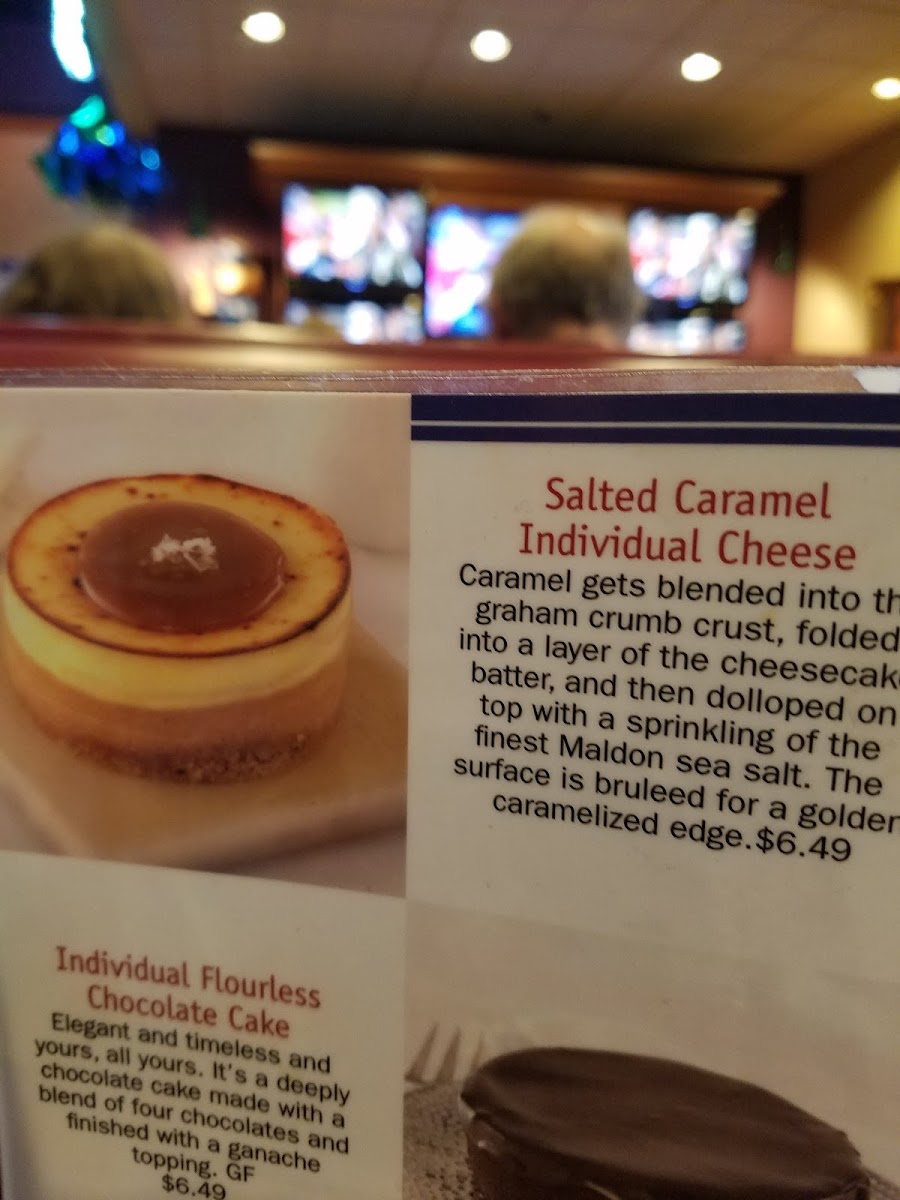 Salted Caramel
Individual Cheese
Caramel gets blended into th
graham crumb crust, folded
into a layer of the cheesecak
batter, and then dolloped on
top with a sprinkling of the
finest Maldon sea salt. The
surface is bruleed for a golden
caramelized edge.$6.49
Individual Flourless
Chocolate Cake
Elegant and timeless and
yours, all yours. It's a deeply
chocolate cake made with a
blend of four chocolates and
finished with a ganache
topping. GF
$6.49